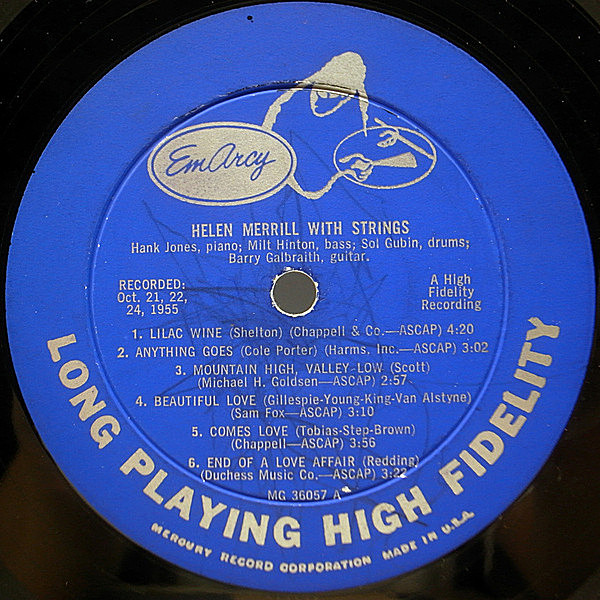 EmArcy
HELEN MERRILL WITH STRINGS
Hank Jones, piano; Milt Hinton, bass; Sol Gubin, drums;
Barry Galbraith, guitar.
RECORDED:
Oct. 21, 22,
24, 1955
A High
Fidelity
Recording
1. LILAC WINE (Shelton) (Chappell & Co.—ASCAP) 4:20
2. ANYTHING GOES (Cole Porter) (Harms, Inc.—ASCAP) 3:02
3. MOUNTAIN HIGH, VALLEY LOW (Scott)
(Michael H. Goldsen—ASCAP) 2:57
4. BEAUTIFUL LOVE (Gillespie-Young-King-Van Alstyne)
(Sam Fox—ASCAP) 3:10
5. COMES LOVE (Tobias-Step-Brown)
(Chappell—ASCAP) 3:56
6. END OF A LOVE AFFAIR (Redding)
(Duchess Music Co.—ASCAP) 3:22
MG 36057 A
LONG PLAYING HIGH FIDELITY
MERCURY RECORD CORPORATION MADE IN U.S.A.